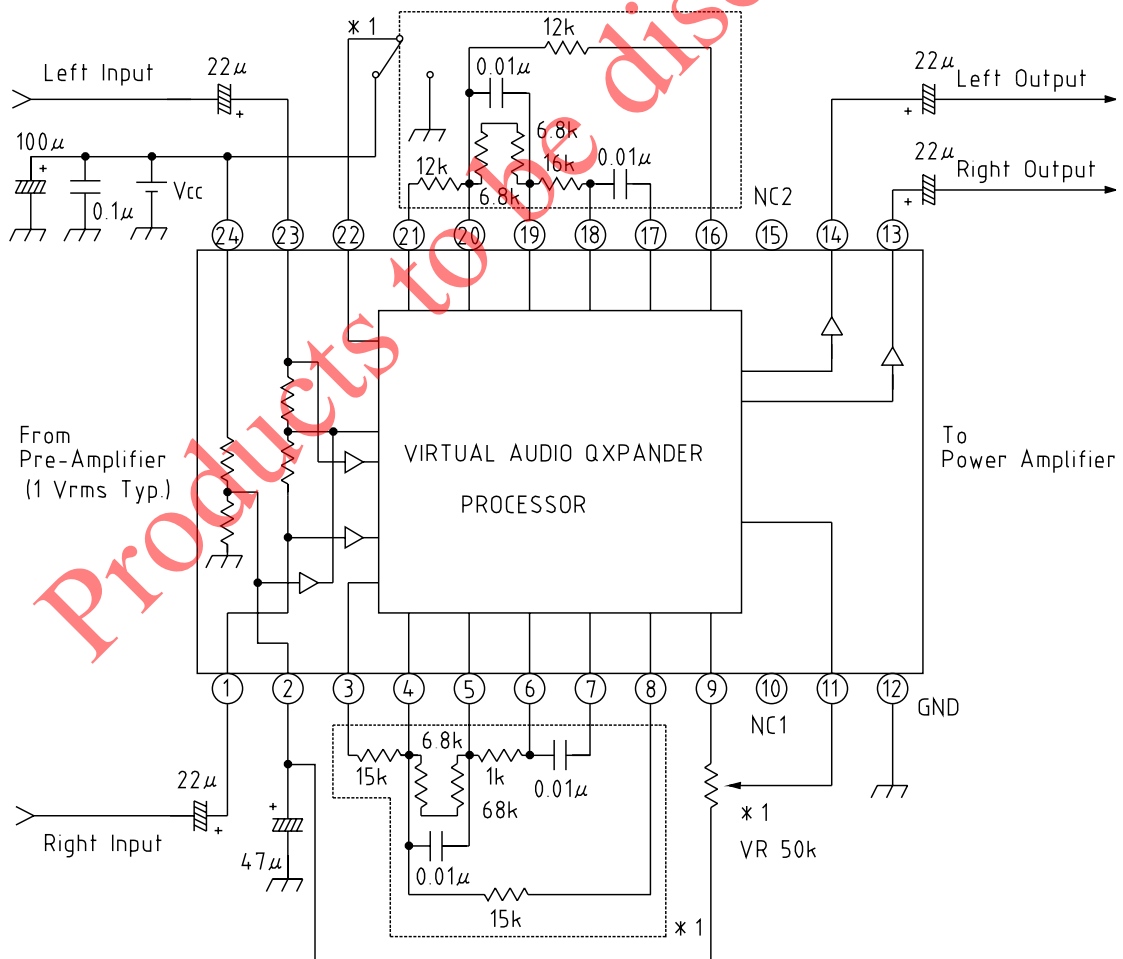 * 1
12k
Left Input
22μ
0.01μ
22μ
Left Output
100μ
6.8k
12k
16k
0.01μ
22μ
Right Output
0.1μ
Vcc
6.8k
NC2
24
23
22
21
20
19
18
17
16
15
14
13
From
Pre-Amplifier
(1 Vrms Typ.)
VIRTUAL AUDIO QXPANDER
PROCESSOR
To
Power Amplifier
1
2
3
4
5
6
7
8
9
10
11
12
GND
NC1
6.8k
15k
1k
0.01μ
68k
22μ
* 1
VR 50k
Right Input
47μ
0.01μ
15k
* 1
Products to be disc